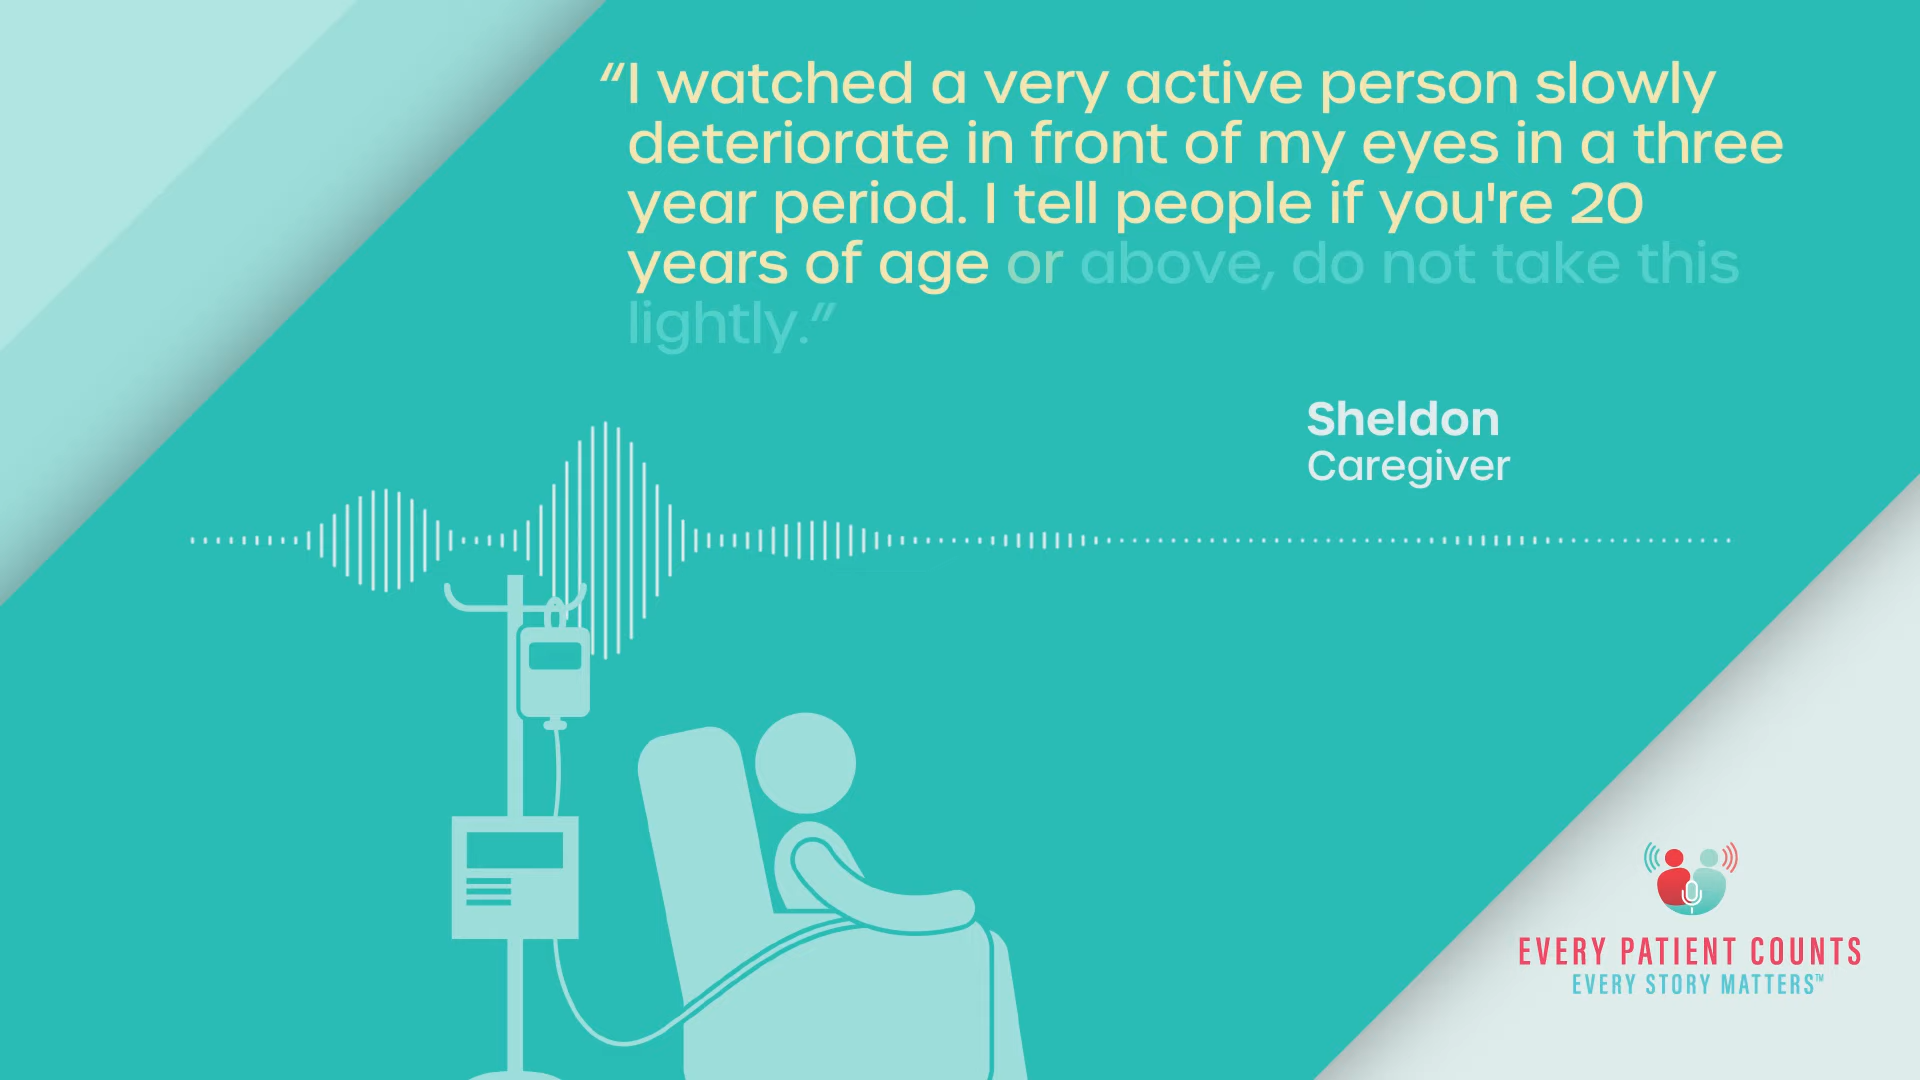 “I watched a very active person slowly
deteriorate in front of my eyes in a three
year period. I tell people if you're 20
years of age or above, do not take this
lightly.”
Sheldon
Caregiver
EVERY PATIENT COUNTS
EVERY STORY MATTERS™